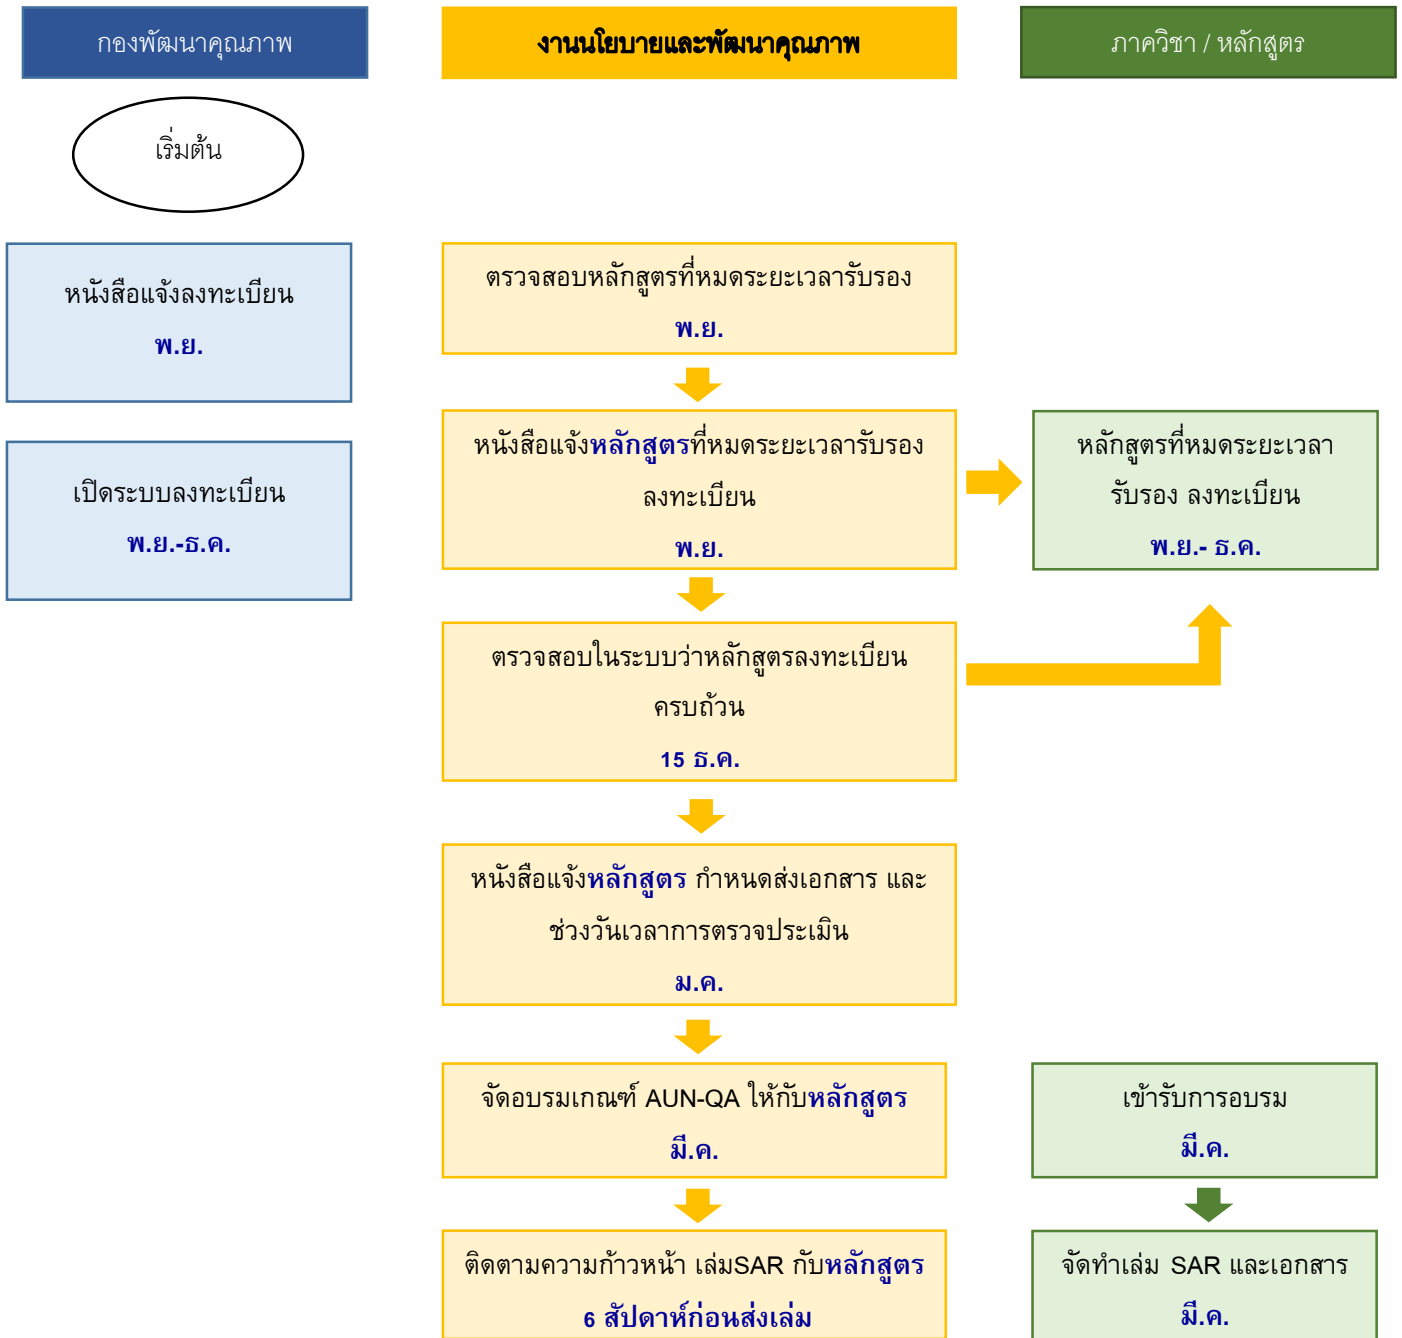 กองพัฒนาคุณภาพ
งานนโยบายและพัฒนาคุณภาพ
ภาควิชา / หลักสูตร
เริ่มต้น
หนังสือแจ้งลงทะเบียน
พ.ย.
ตรวจสอบหลักสูตรที่หมดระยะเวลารับรอง
พ.ย.
เปิดระบบลงทะเบียน
พ.ย.-ธ.ค.
หนังสือแจ้งหลักสูตรที่หมดระยะเวลารับรอง
ลงทะเบียน
พ.ย.
หลักสูตรที่หมดระยะเวลา
รับรอง ลงทะเบียน
พ.ย.- ธ.ค.
ตรวจสอบในระบบว่าหลักสูตรลงทะเบียน
ครบถ้วน
15 ธ.ค.
หนังสือแจ้งหลักสูตร กำหนดส่งเอกสาร และ
ช่วงวันเวลาการตรวจประเมิน
ม.ค.
จัดอบรมเกณฑ์ AUN-QA ให้กับหลักสูตร
มี.ค.
เข้ารับการอบรม
มี.ค.
ติดตามความก้าวหน้า เล่มSAR กับหลักสูตร
6 สัปดาห์ก่อนส่งเล่ม
จัดทำเล่ม SAR และเอกสาร
มี.ค.